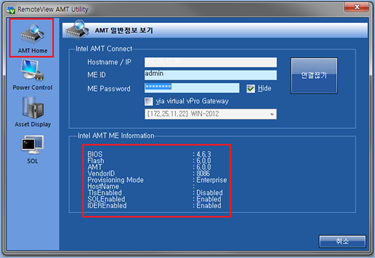 RemoteView AMT Utility
AMT Home
Power Control
Asset Display
SOL
AMT 일반정보 보기
Intel AMT Connect
Hostname / IP
ME ID
admin
ME Password
********
Hide
via virtual vPro Gateway
[172,25,11,22] WIN-2012
연결끊기
Intel AMT ME Information
BIOS : 4,6,3
Flash : 6,0,0
AMT : 6,0,0
VendorID : 8086
Provisioning Mode : Enterprise
HostName :
TlsEnabled : Disabled
SOLEnabled : Enabled
IDEREnabled : Enabled
취소